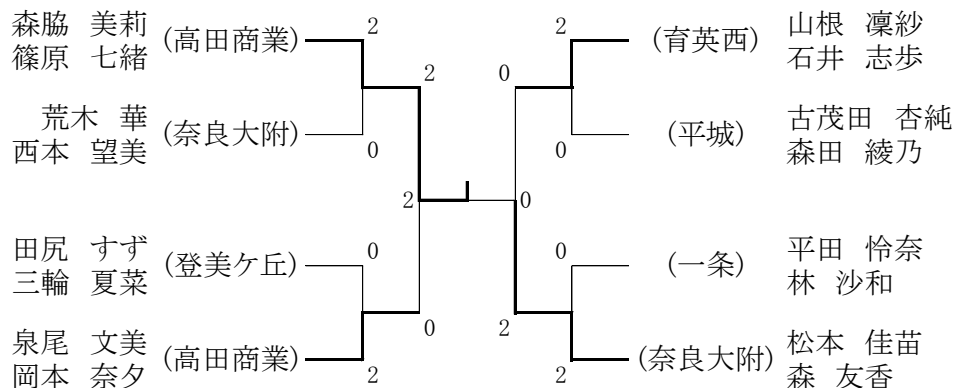 森脇 美莉
篠原 七緒
(高田商業)
2
荒木 華
西本 望美
(奈良大附)
0
2
田尻 すず
三輪 夏菜
(登美ケ丘)
0
泉尾 文美
岡本 奈夕
(高田商業)
2
0
2
0
2
山根 凜紗
石井 志歩
(育英西)
0
0
古茂田 杏純
森田 綾乃
(平城)
0
平田 怜奈
林 沙和
(一条)
2
2
松本 佳苗
森 友香
(奈良大附)